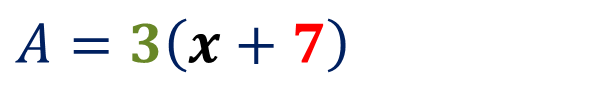 A = 3(x + 7)